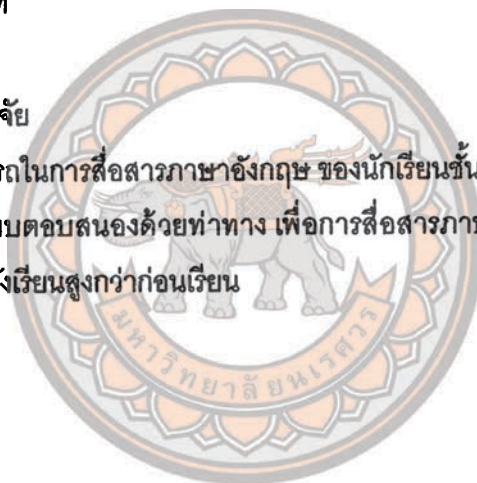 จัย
รถในการสื่อสารภาษาอังกฤษ ของนักเรียนชั้น
บตอบสนองด้วยท่าทาง เพื่อการสื่อสารภา
ังเรียนสูงกว่าก่อนเรียน
มหาวิทยาลัยนเรศวร